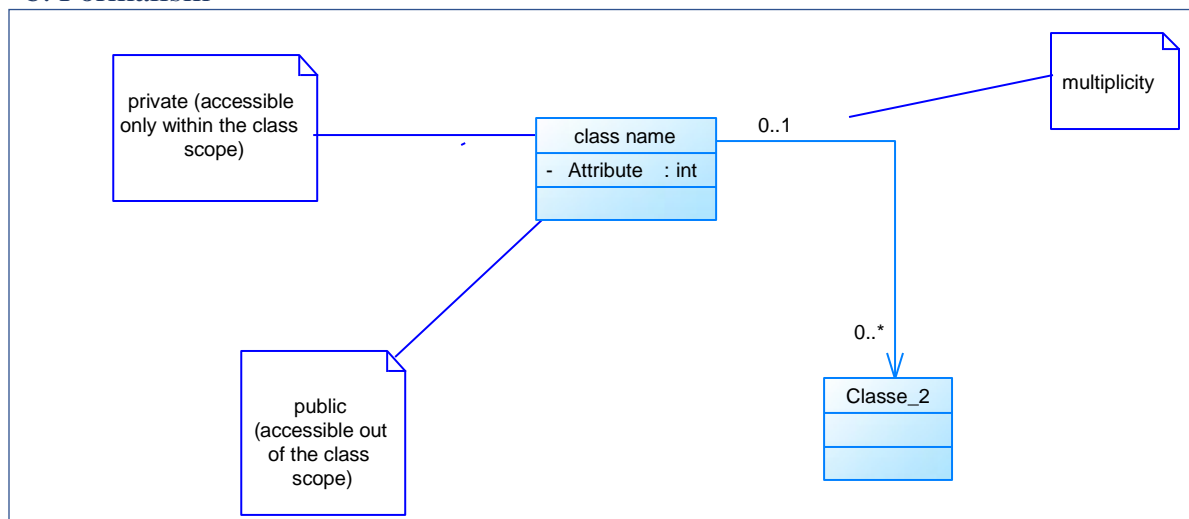 private (accessible
only within the class
scope)
multiplicity
0..1
class name
- Attribute : int
0..*
Classe_2
public
(accessible out
of the class
scope)